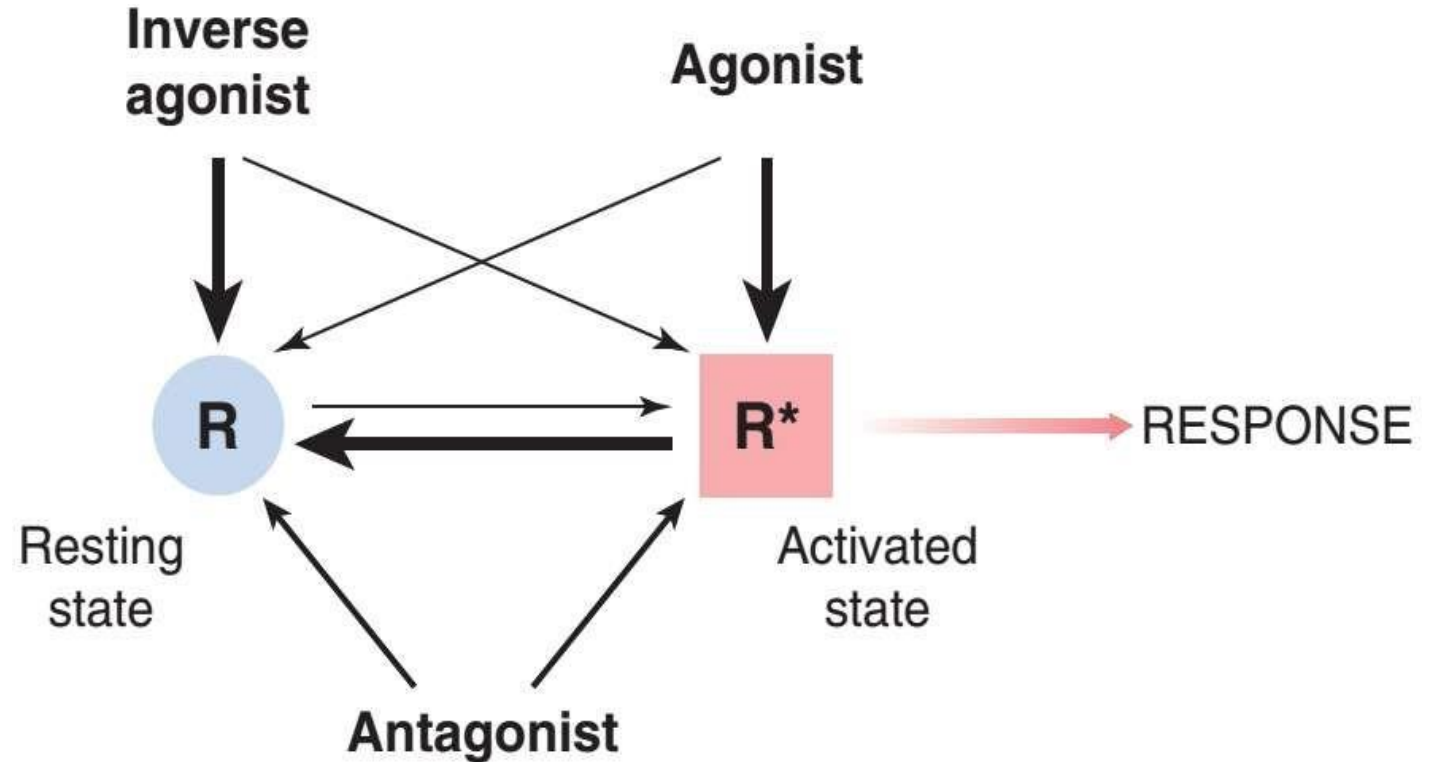 Inverse
agonist
Agonist
R
R*
RESPONSE
Resting
state
Activated
state
Antagonist